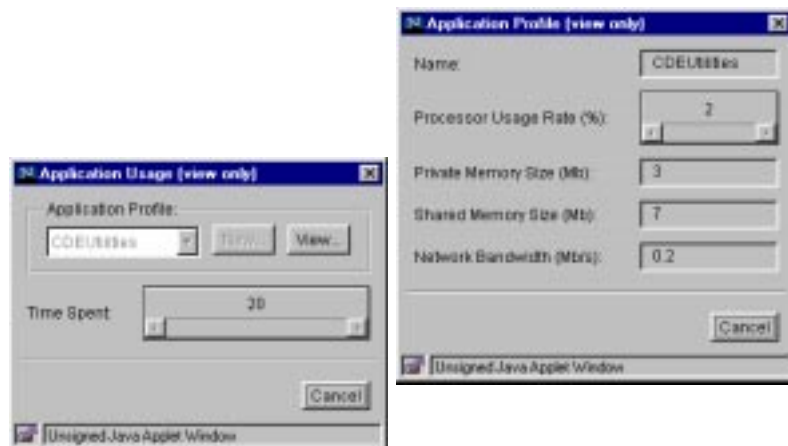 Application Usage (view only)
Application Profile:
CDEUtilities
View...
Time Spent:
20
Cancel
Unsigned Java Applet Window
Application Profile (view only)
Name:
CDEUtilities
Processor Usage Rate (%):
2
Private Memory Size (Mb):
3
Shared Memory Size (Mb):
7
Network Bandwidth (Mb/s):
0.2
Cancel
Unsigned Java Applet Window